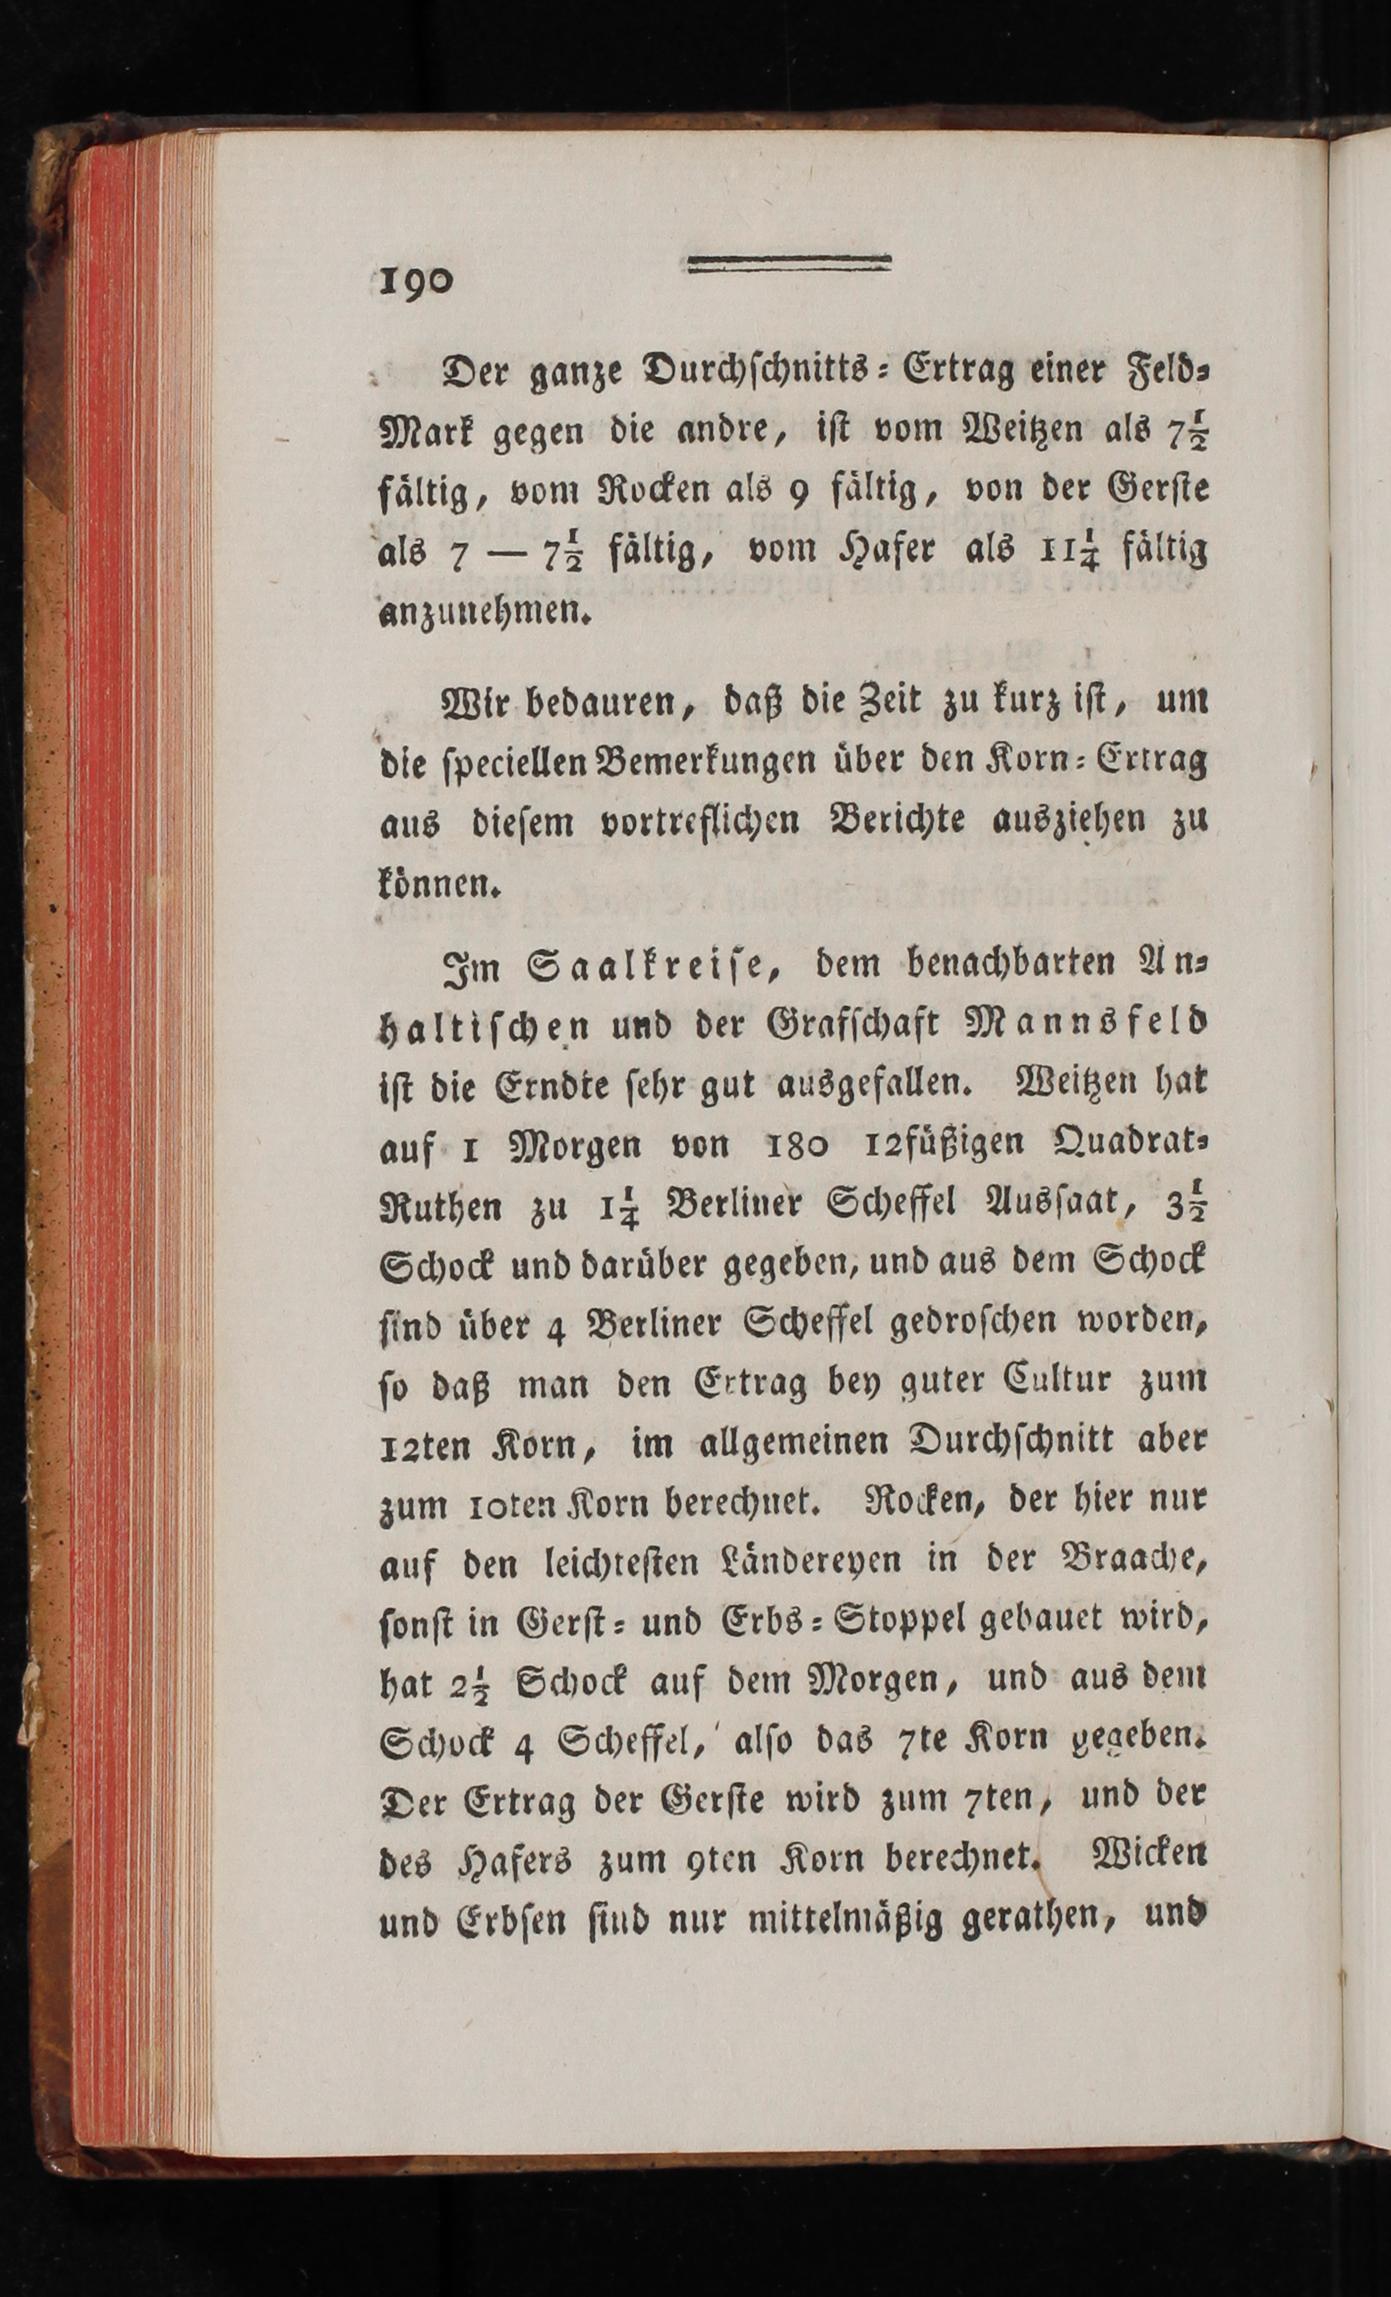 190
Der ganze Durchſchnitts⸗Ertrag einer Feld⸗
Mark gegen die andre, iſt vom Weitzen als 7½
fältig, vom Rocken als 9 fältig, von der Gerſte
als 7 — 7½ fältig, vom Hafer als 11¼ fältig
anzunehmen.
Wir bedauren, daß die Zeit zu kurz iſt, um
die ſpeciellen Bemerkungen über den Korn⸗Ertrag
aus dieſem vortreflichen Berichte ausziehen zu
können.
Im Saalkreiſe, dem benachbarten An⸗
haltiſchen und der Grafſchaft Mannsfeld
iſt die Erndte ſehr gut ausgefallen. Weitzen hat
auf 1 Morgen von 180 12füßigen Quadrat⸗
Ruthen zu 1¼ Berliner Scheffel Ausſaat, 3½
Schock und darüber gegeben, und aus dem Schock
ſind über 4 Berliner Scheffel gedroſchen worden,
ſo daß man den Ertrag bey guter Cultur zum
12ten Korn, im allgemeinen Durchſchnitt aber
zum 10ten Korn berechnet. Rocken, der hier nur
auf den leichteſten Ländereyen in der Braache,
ſonſt in Gerſt⸗ und Erbs⸗Stoppel gebauet wird,
hat 2½ Schock auf dem Morgen, und aus dem
Schock 4 Scheffel, alſo das 7te Korn gegeben.
Der Ertrag der Gerſte wird zum 7ten, und der
des Hafers zum 9ten Korn berechnet. Wicken
und Erbſen ſind nur mittelmäßig gerathen, und